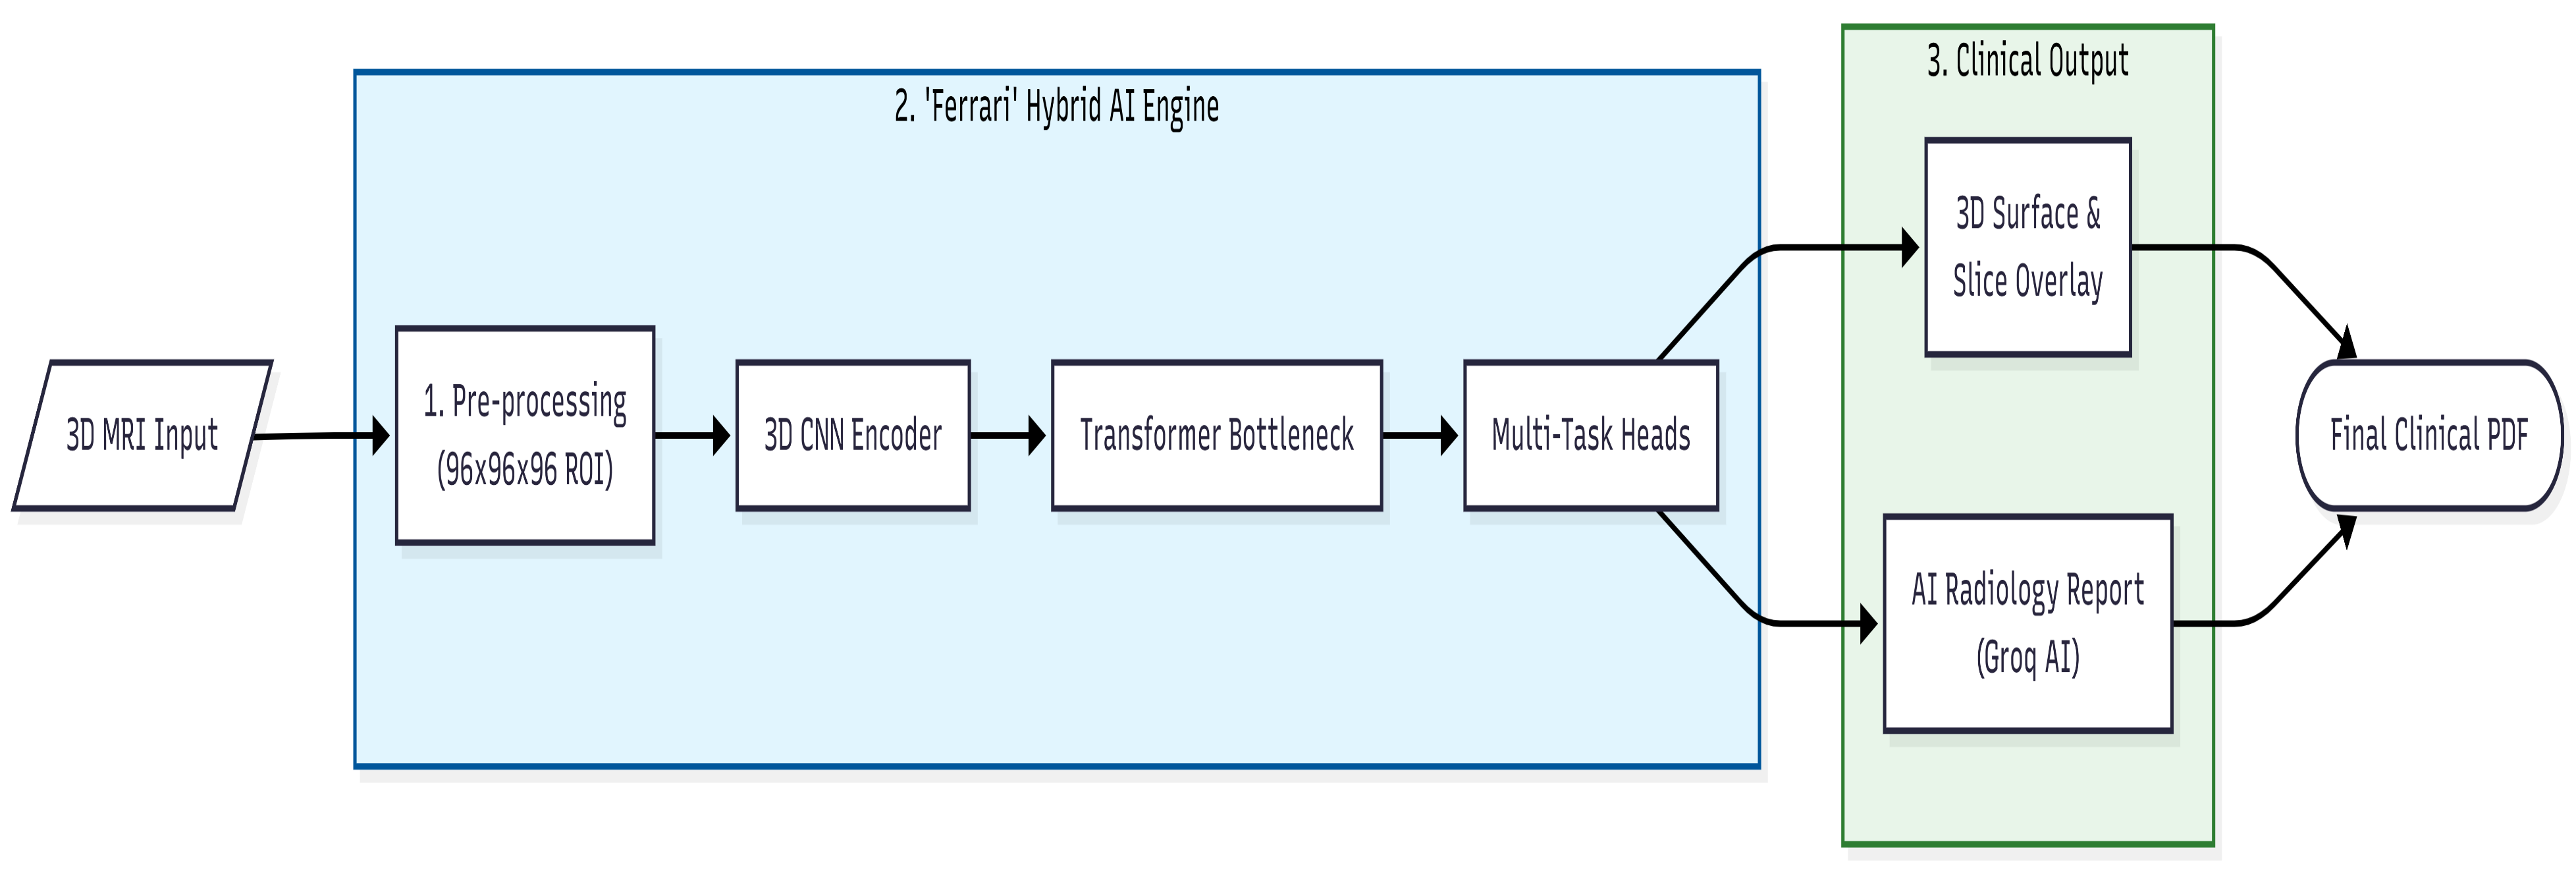 3D MRI Input
2. 'Ferrari' Hybrid AI Engine
1. Pre-processing
(96x96x96 ROI)
3D CNN Encoder
Transformer Bottleneck
Multi-Task Heads
3. Clinical Output
3D Surface &
Slice Overlay
AI Radiology Report
(Groq AI)
Final Clinical PDF